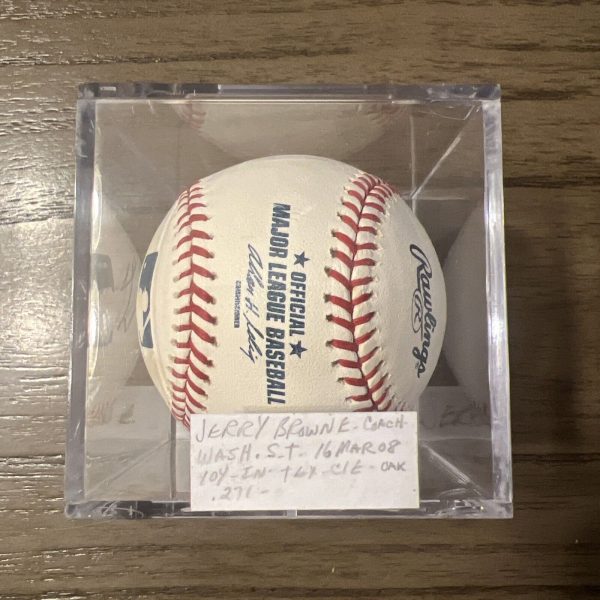 ★ OFFICIAL ★
MAJOR LEAGUE BASEBALL
Allan H. Selig
COMMISSIONER
Rawlings
R
JERRY BROWNE - COACH -
WASH. S.T. - 16 MAR 08
10Y - IN - TEX - CLE - OAK
.271 -